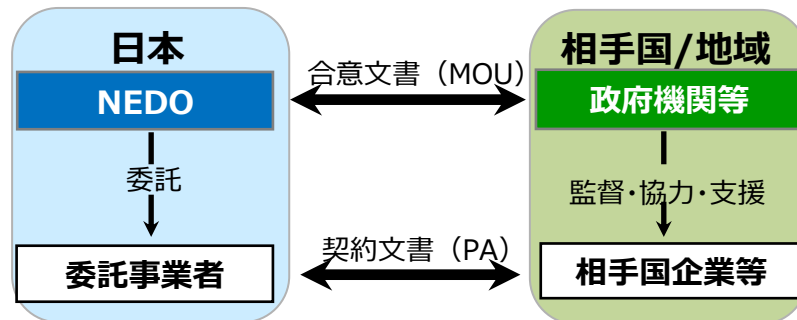 日本
NEDO
委託
委託事業者
合意文書（MOU）
契約文書（PA）
相手国/地域
政府機関等
監督・協力・支援
相手国企業等